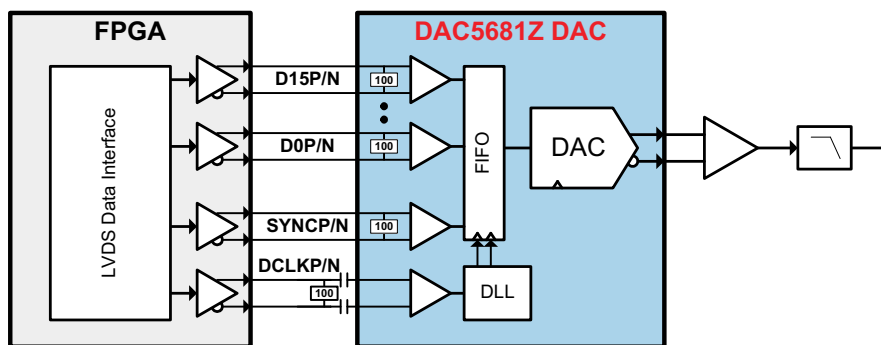 FPGA
DAC5681Z DAC
LVDS Data Interface
D15P/N
100
D0P/N
100
SYNCP/N
100
DCLKP/N
100
FIFO
DLL
DAC